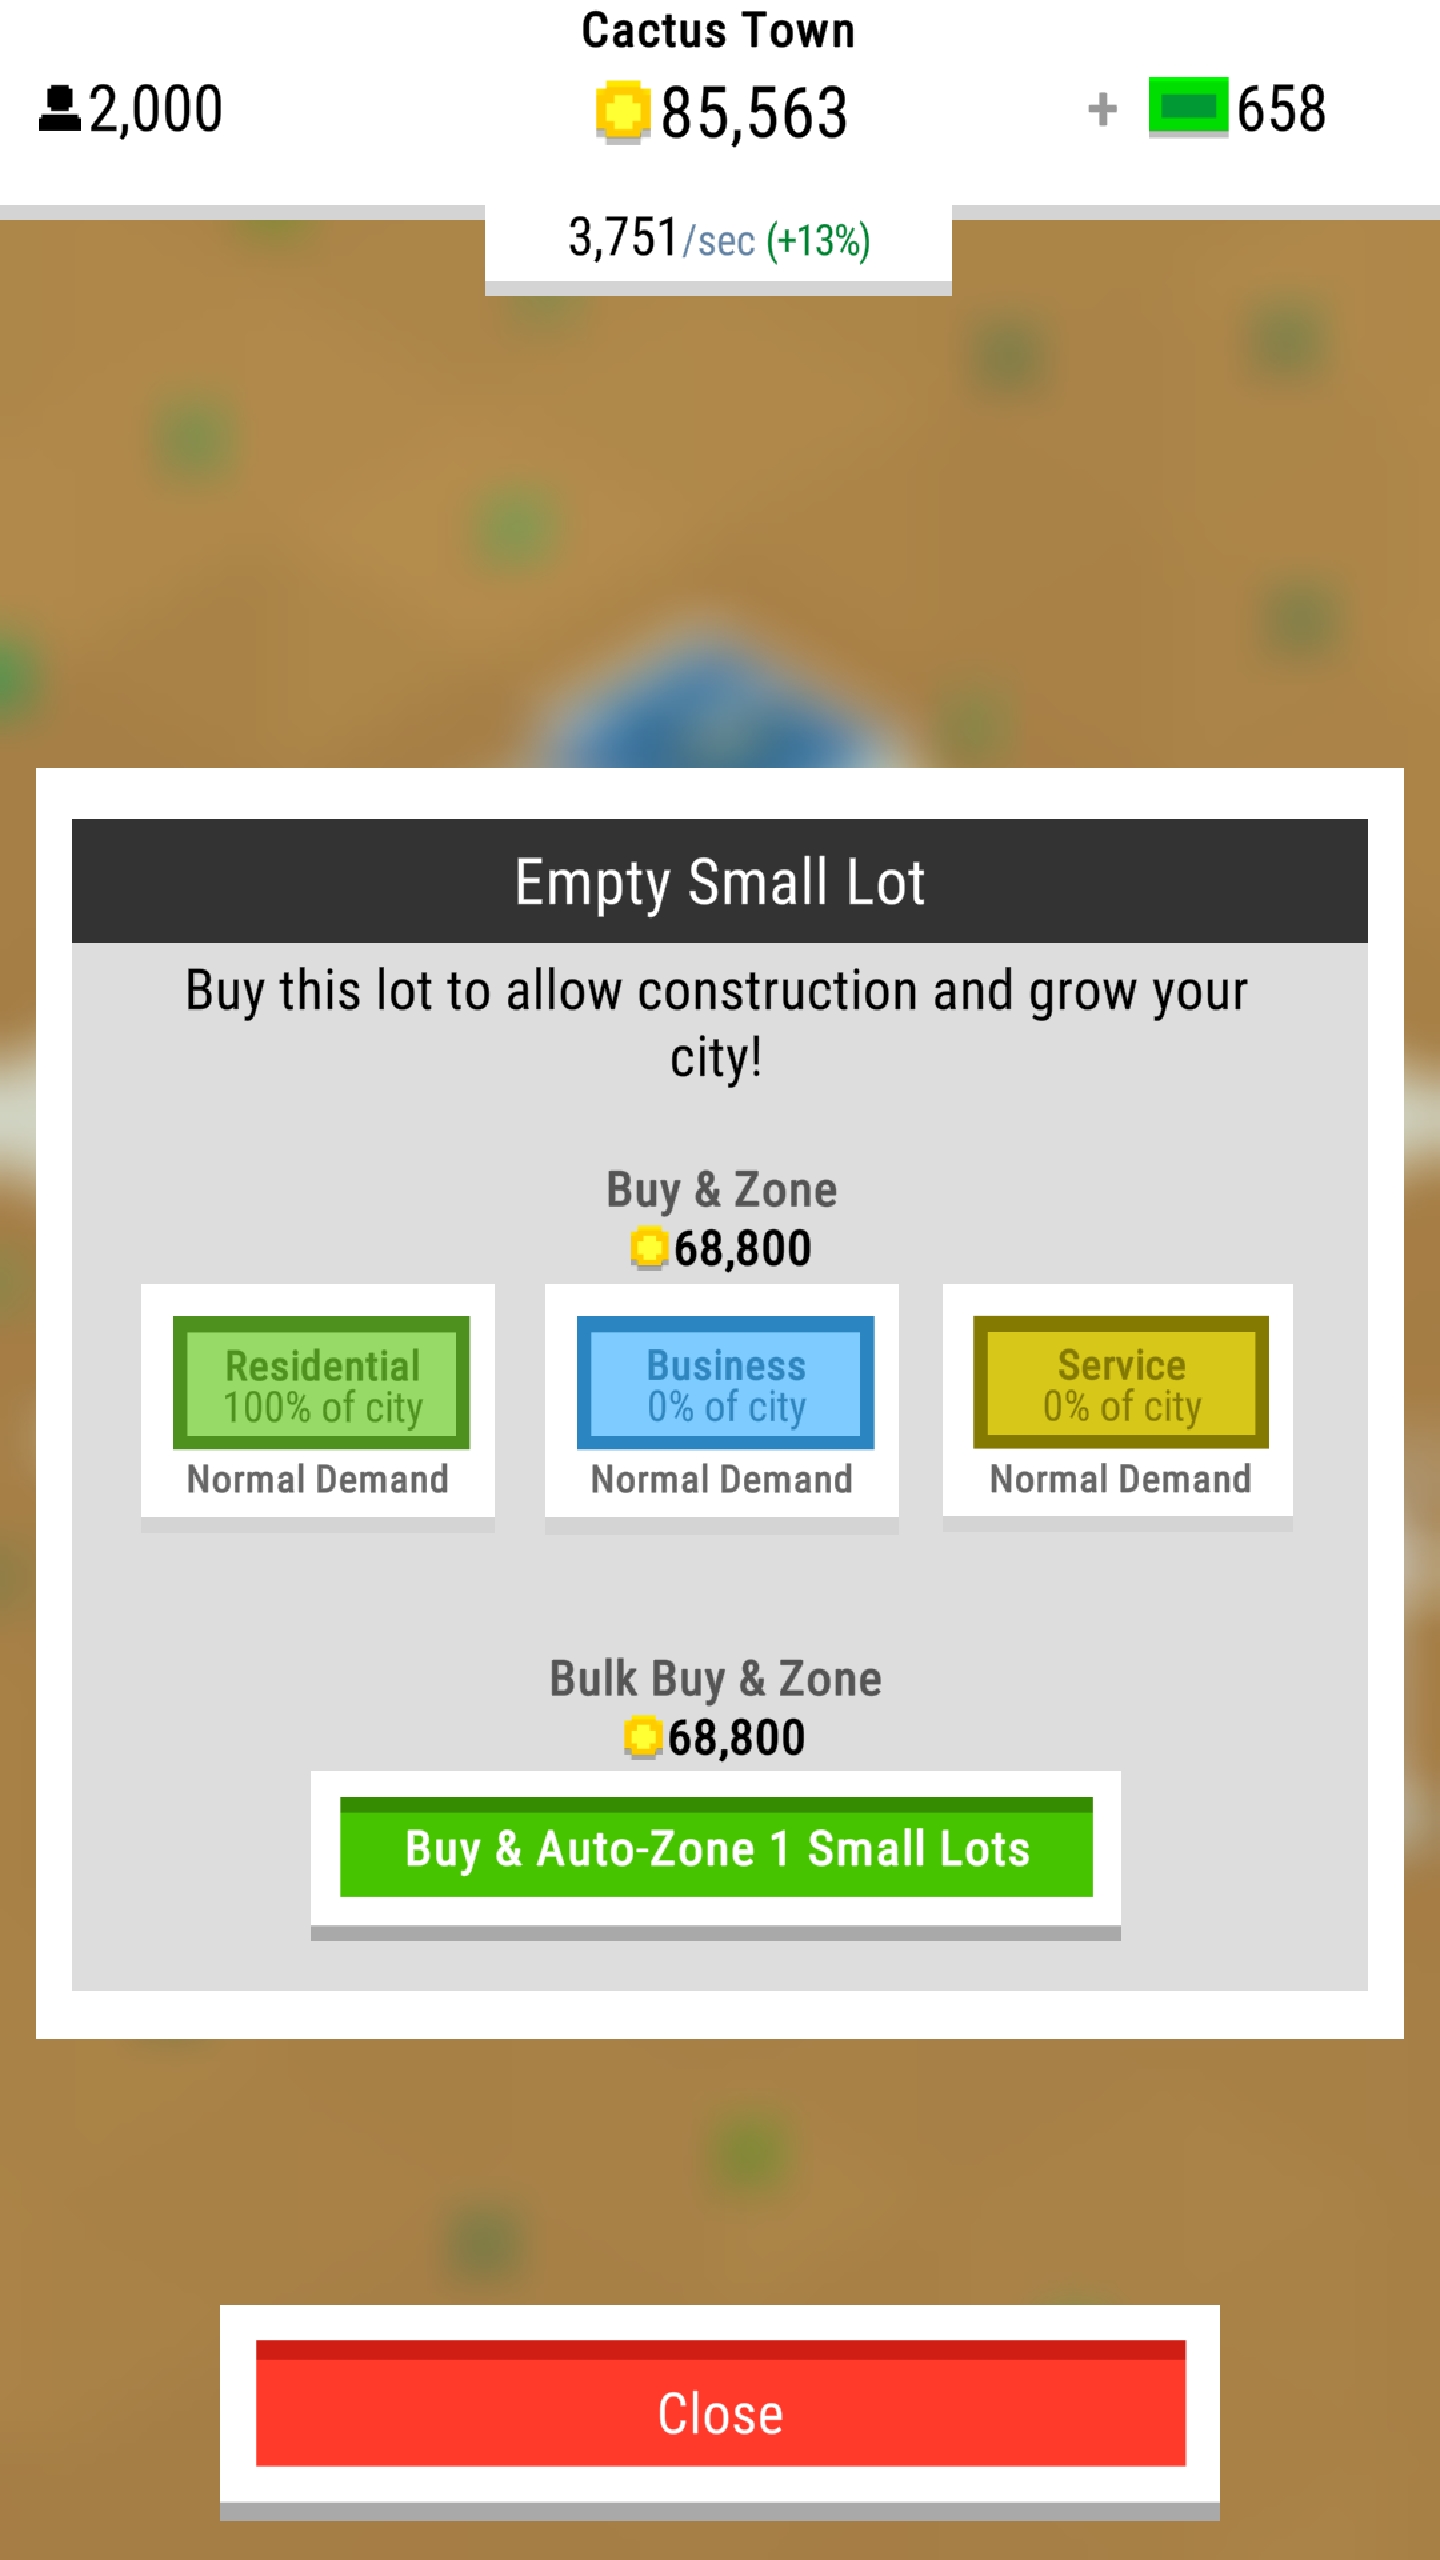 Cactus Town
2,000
85,563
+ 658
3,751/sec (+13%)
Empty Small Lot
Buy this lot to allow construction and grow your
city!
Buy & Zone
68,800
Residential
100% of city
Normal Demand
Business
0% of city
Normal Demand
Service
0% of city
Normal Demand
Bulk Buy & Zone
68,800
Buy & Auto-Zone 1 Small Lots
Close